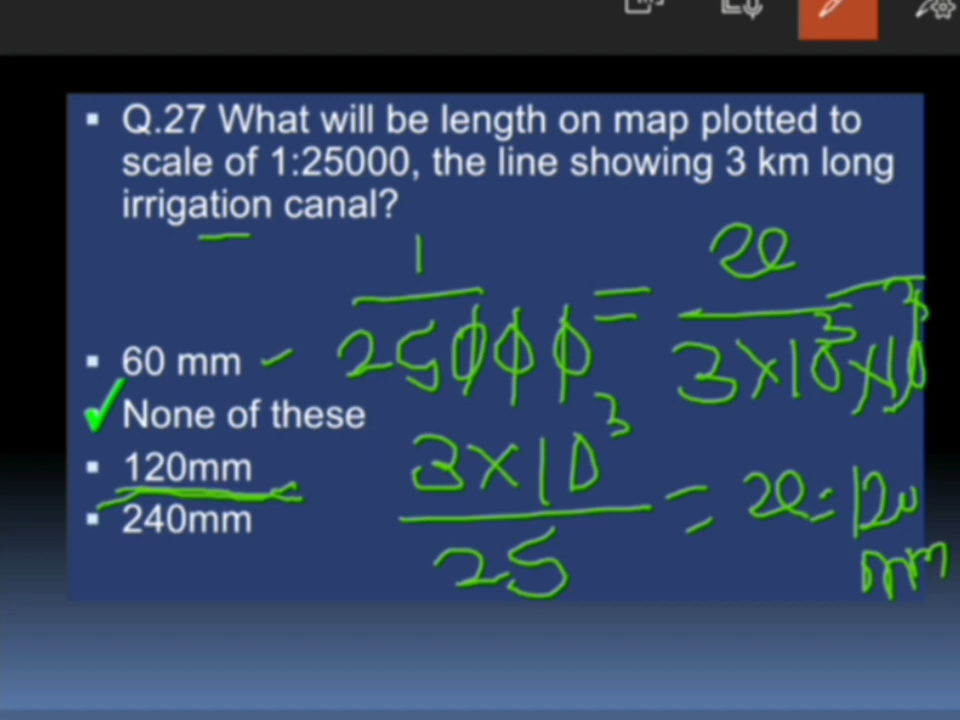 Q.27 What will be length on map plotted to
scale of 1:25000, the line showing 3 km long
irrigation canal?
1/25000 = x/3×10³×10³
60 mm
None of these
3×10³/25 = x = 120 mm
120mm
240mm